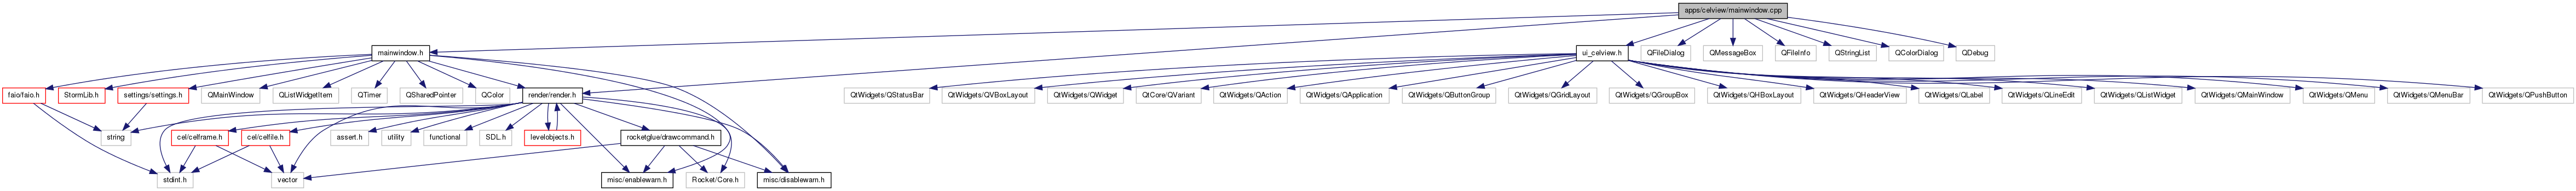 apps/celview/mainwindow.cpp
mainwindow.h
ui_celview.h
QFileDialog
QMessageBox
QFileInfo
QStringList
QColorDialog
QDebug
faio/faio.h
StormLib.h
settings/settings.h
QMainWindow
QListWidgetItem
QTimer
QSharedPointer
QColor
render/render.h
QtWidgets/QStatusBar
QtWidgets/QVBoxLayout
QtWidgets/QWidget
QtCore/QVariant
QtWidgets/QAction
QtWidgets/QApplication
QtWidgets/QButtonGroup
QtWidgets/QGridLayout
QtWidgets/QGroupBox
QtWidgets/QHBoxLayout
QtWidgets/QHeaderView
QtWidgets/QLabel
QtWidgets/QLineEdit
QtWidgets/QListWidget
QtWidgets/QMainWindow
QtWidgets/QMenu
QtWidgets/QMenuBar
QtWidgets/QPushButton
string
cel/celframe.h
cel/celfile.h
assert.h
utility
functional
SDL.h
levelobjects.h
rocketglue/drawcommand.h
stdint.h
vector
misc/enablewarn.h
Rocket/Core.h
misc/disablewarn.h